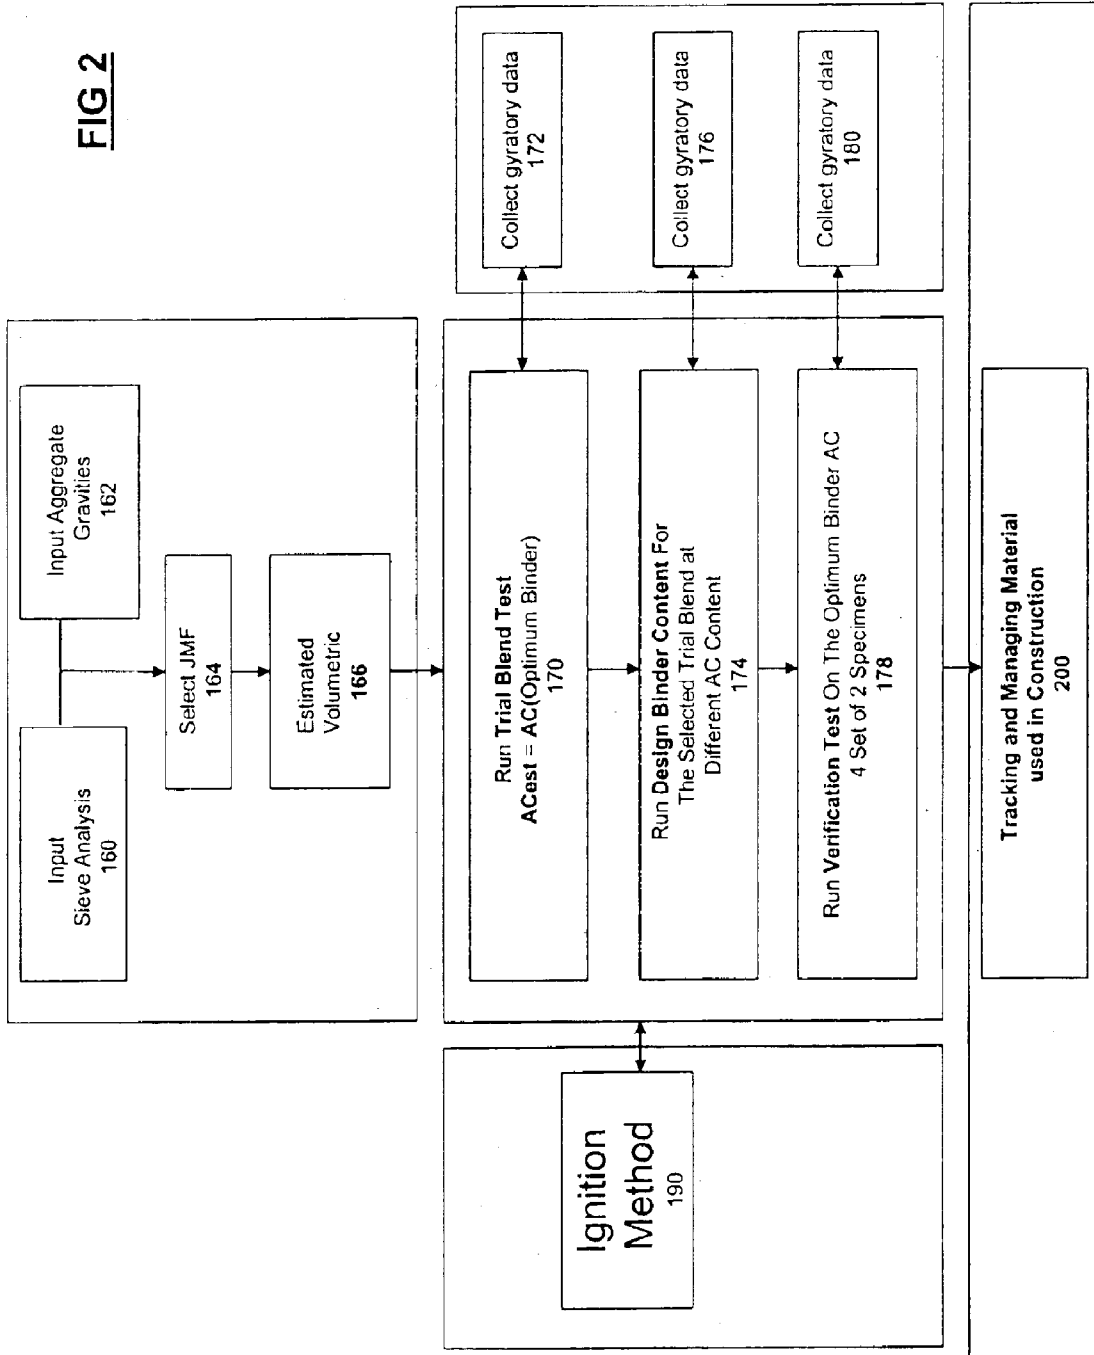 FIG 2
Input
Sieve Analysis
160
Input Aggregate
Gravities
162
Select JMF
164
Estimated
Volumetric
166
Run Trial Blend Test
ACest = AC(Optimum Binder)
170
Collect gyratory data
172
Run Design Binder Content For
The Selected Trial Blend at
Different AC Content
174
Collect gyratory data
176
Run Verification Test On The Optimum Binder AC
4 Set of 2 Specimens
178
Collect gyratory data
180
Ignition
Method
190
Tracking and Managing Material
used in Construction
200